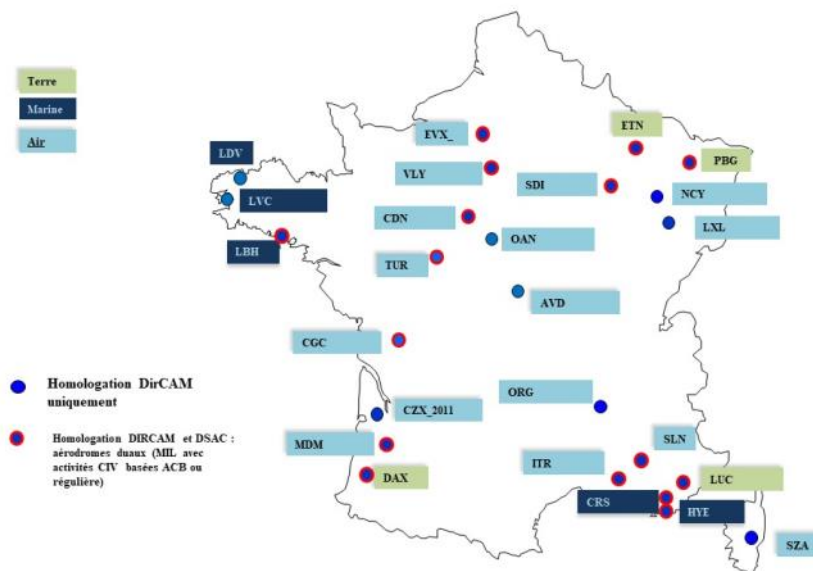 Terre
Marine
Air
LDV
LVC
LBH
EVX_
VLY
CDN
TUR
CGC
ETN
PBG
SDI
NCY
LXL
OAN
AVD
Homologation DirCAM
uniquement
Homologation DIRCAM et DSAC :
aérodromes duaux (MIL avec
activités CIV basées ACB ou
régulière)
CZX_2011
MDM
DAX
ORG
SLN
ITR
LUC
CRS
HYE
SZA